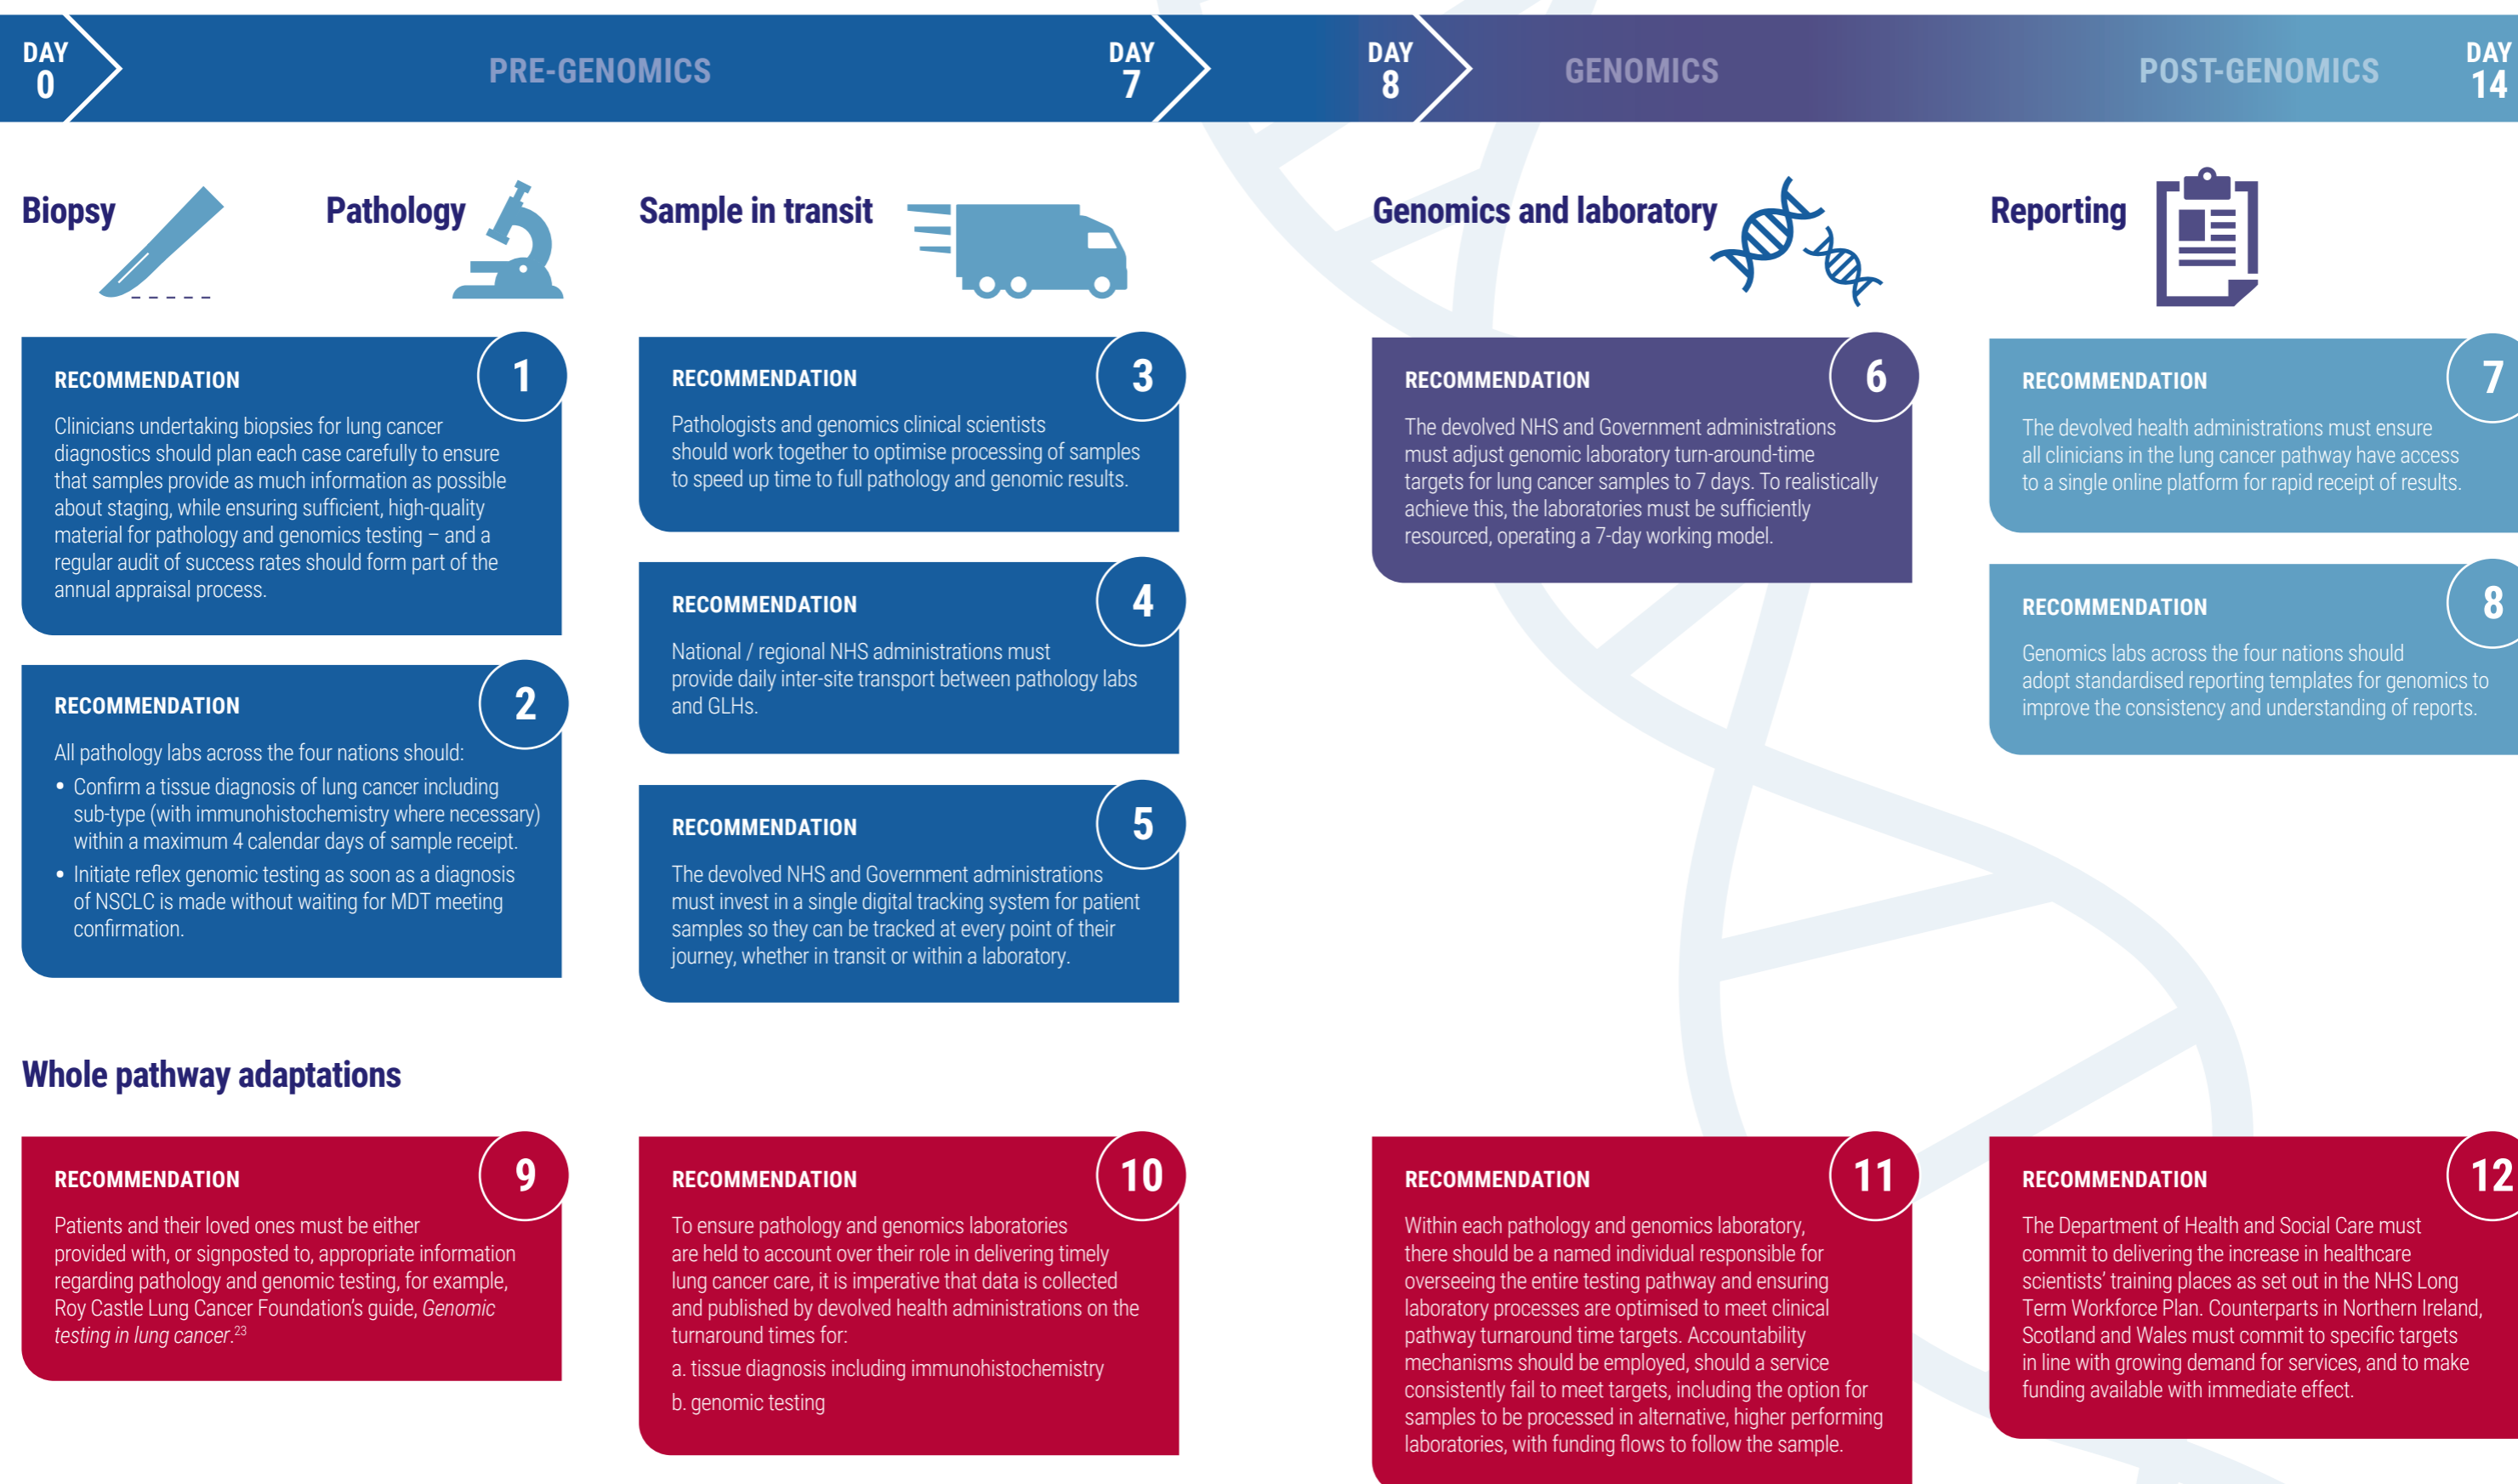 DAY
0
PRE-GENOMICS
DAY
7
DAY
8
GENOMICS
POST-GENOMICS
DAY
14
Biopsy
Pathology
Sample in transit
Genomics and laboratory
Reporting
RECOMMENDATION
1
Clinicians undertaking biopsies for lung cancer
diagnostics should plan each case carefully to ensure
that samples provide as much information as possible
about staging, while ensuring sufficient, high-quality
material for pathology and genomics testing – and a
regular audit of success rates should form part of the
annual appraisal process.
RECOMMENDATION
2
All pathology labs across the four nations should:
• Confirm a tissue diagnosis of lung cancer including
sub-type (with immunohistochemistry where necessary)
within a maximum 4 calendar days of sample receipt.
• Initiate reflex genomic testing as soon as a diagnosis
of NSCLC is made without waiting for MDT meeting
confirmation.
RECOMMENDATION
3
Pathologists and genomics clinical scientists
should work together to optimise processing of samples
to speed up time to full pathology and genomic results.
RECOMMENDATION
4
National / regional NHS administrations must
provide daily inter-site transport between pathology labs
and GLHs.
RECOMMENDATION
5
The devolved NHS and Government administrations
must invest in a single digital tracking system for patient
samples so they can be tracked at every point of their
journey, whether in transit or within a laboratory.
RECOMMENDATION
6
The devolved NHS and Government administrations
must adjust genomic laboratory turn-around-time
targets for lung cancer samples to 7 days. To realistically
achieve this, the laboratories must be sufficiently
resourced, operating a 7-day working model.
RECOMMENDATION
7
The devolved health administrations must ensure
all clinicians in the lung cancer pathway have access
to a single online platform for rapid receipt of results.
RECOMMENDATION
8
Genomics labs across the four nations should
adopt standardised reporting templates for genomics to
improve the consistency and understanding of reports.
Whole pathway adaptations
RECOMMENDATION
9
Patients and their loved ones must be either
provided with, or signposted to, appropriate information
regarding pathology and genomic testing, for example,
Roy Castle Lung Cancer Foundation's guide, Genomic
testing in lung cancer.23
RECOMMENDATION
10
To ensure pathology and genomics laboratories
are held to account over their role in delivering timely
lung cancer care, it is imperative that data is collected
and published by devolved health administrations on the
turnaround times for:
a. tissue diagnosis including immunohistochemistry
b. genomic testing
RECOMMENDATION
11
Within each pathology and genomics laboratory,
there should be a named individual responsible for
overseeing the entire testing pathway and ensuring
laboratory processes are optimised to meet clinical
pathway turnaround time targets. Accountability
mechanisms should be employed, should a service
consistently fail to meet targets, including the option for
samples to be processed in alternative, higher performing
laboratories, with funding flows to follow the sample.
RECOMMENDATION
12
The Department of Health and Social Care must
commit to delivering the increase in healthcare
scientists' training places as set out in the NHS Long
Term Workforce Plan. Counterparts in Northern Ireland,
Scotland and Wales must commit to specific targets
in line with growing demand for services, and to make
funding available with immediate effect.